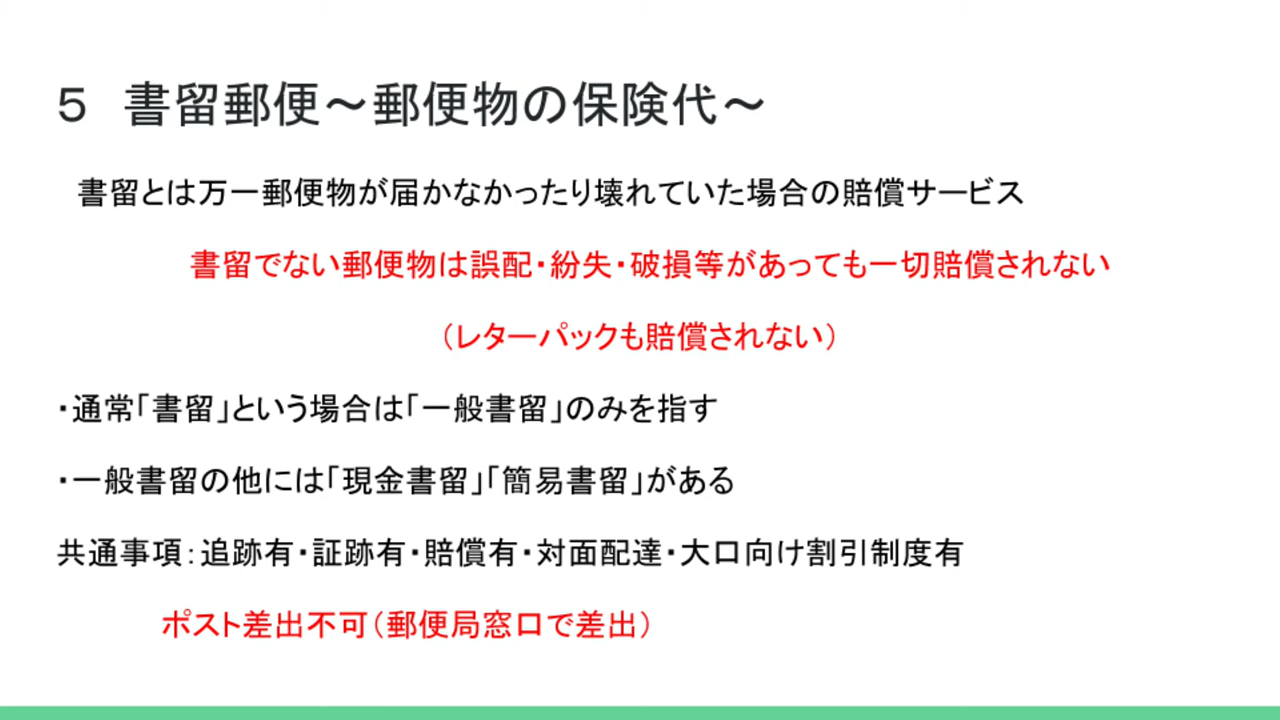 ５　書留郵便～郵便物の保険代～
書留とは万一郵便物が届かなかったり壊れていた場合の賠償サービス
書留でない郵便物は誤配・紛失・破損等があっても一切賠償されない
（レターパックも賠償されない）
・通常「書留」という場合は「一般書留」のみを指す
・一般書留の他には「現金書留」「簡易書留」がある
共通事項：追跡有・証跡有・賠償有・対面配達・大口向け割引制度有
ポスト差出不可（郵便局窓口で差出）